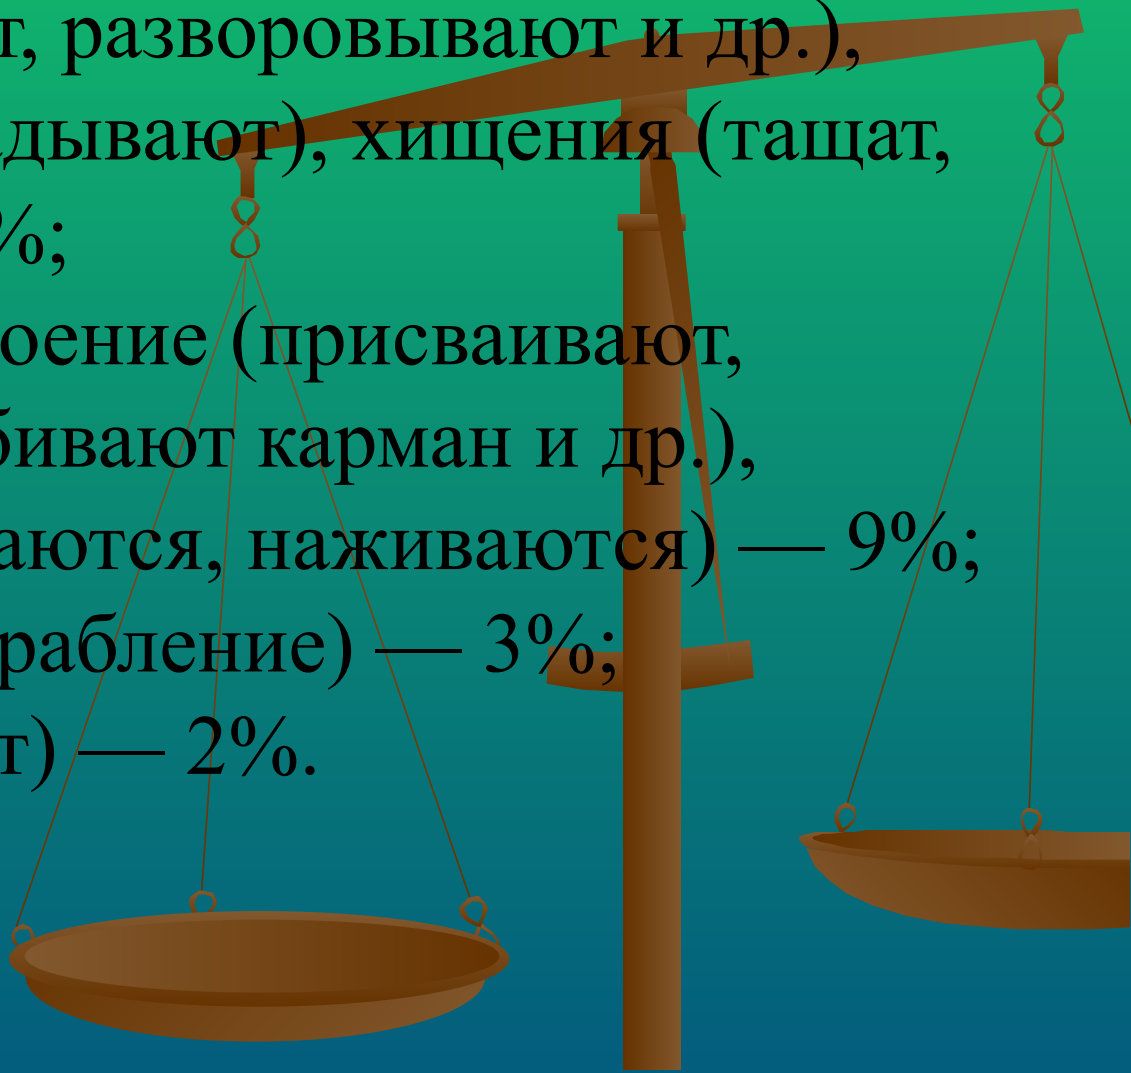 т, разворовывают и др.),
дывают), хищения (тащат,
%;
оение (присваивают,
бивают карман и др.),
аются, наживаются) — 9%;
рабление) — 3%;
т) — 2%.